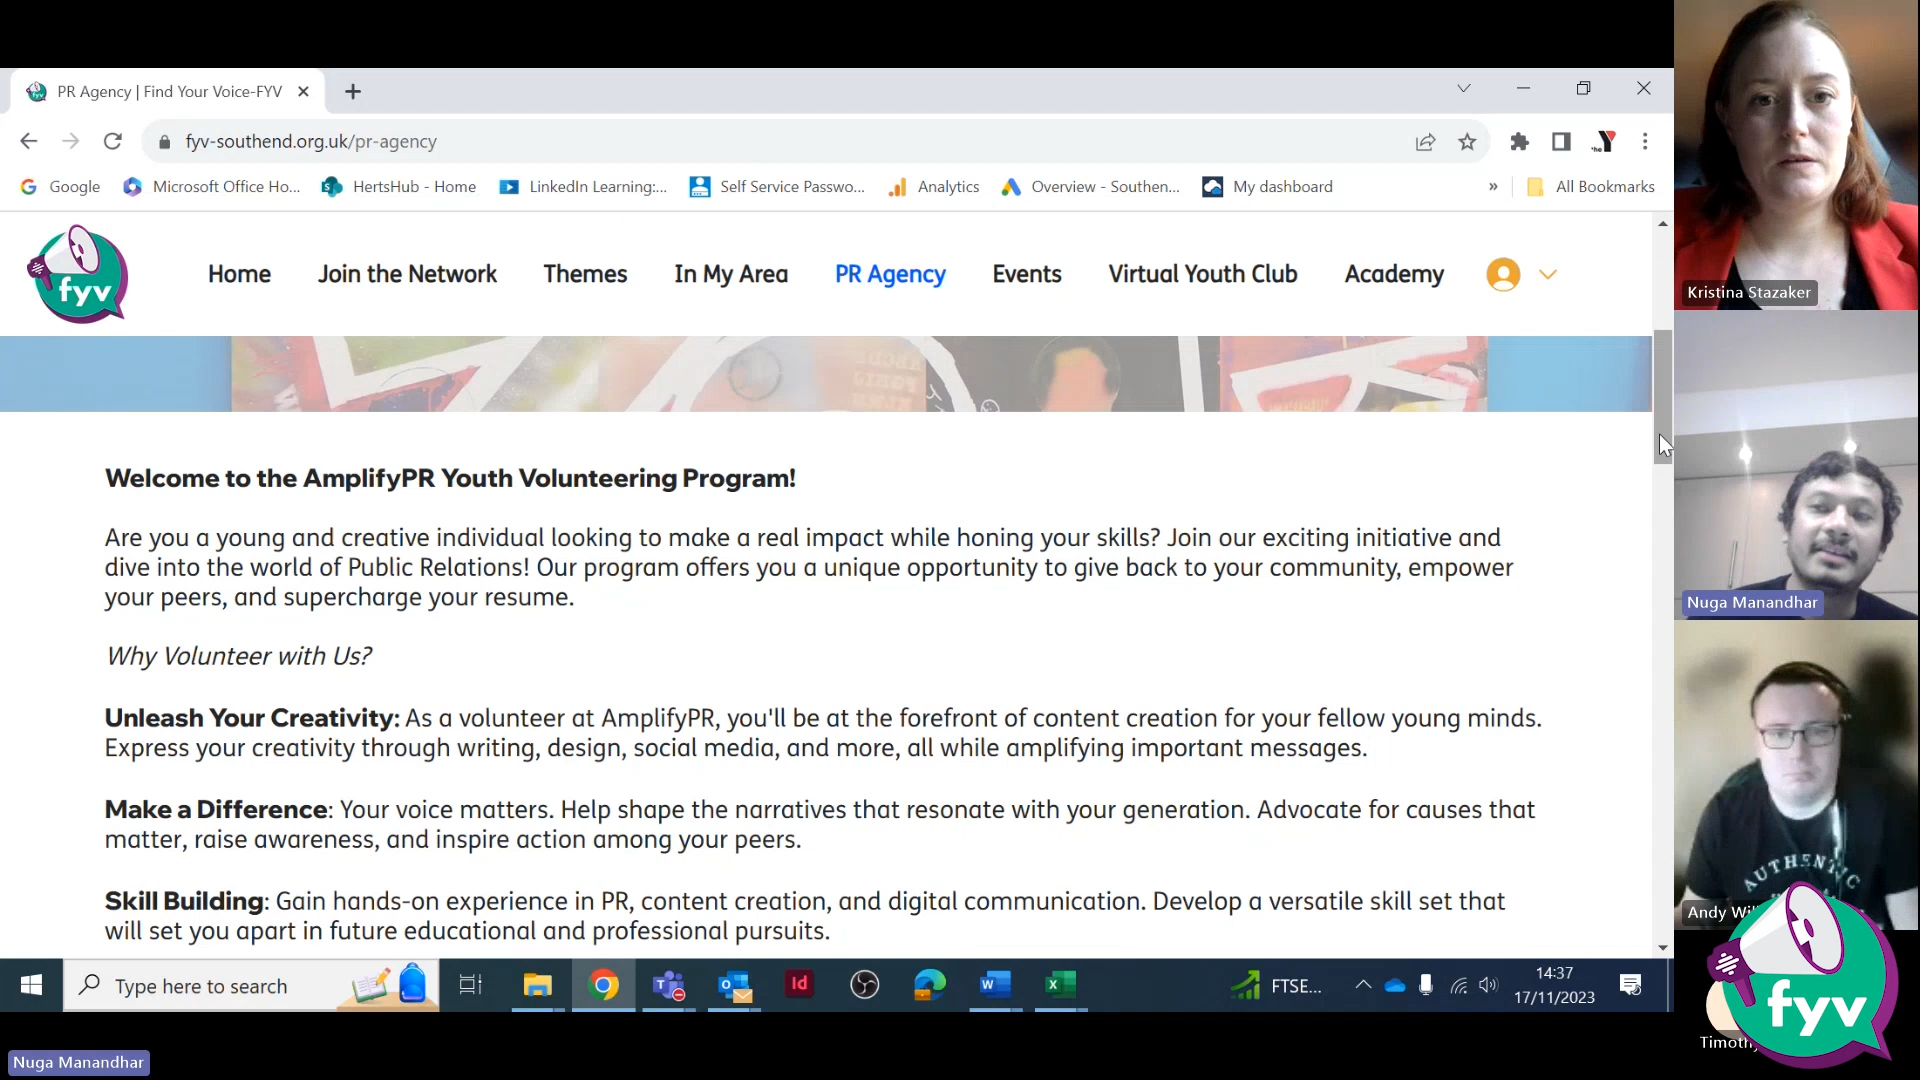 PR Agency | Find Your Voice-FYV
fyv-southend.org.uk/pr-agency
Google
Microsoft Office Ho...
HertsHub - Home
LinkedIn Learning:...
Self Service Passwo...
Analytics
Overview - Southen...
My dashboard
»
All Bookmarks
fyv
Home
Join the Network
Themes
In My Area
PR Agency
Events
Virtual Youth Club
Academy
Welcome to the AmplifyPR Youth Volunteering Program!
Are you a young and creative individual looking to make a real impact while honing your skills? Join our exciting initiative and
dive into the world of Public Relations! Our program offers you a unique opportunity to give back to your community, empower
your peers, and supercharge your resume.
Why Volunteer with Us?
Unleash Your Creativity: As a volunteer at AmplifyPR, you'll be at the forefront of content creation for your fellow young minds.
Express your creativity through writing, design, social media, and more, all while amplifying important messages.
Make a Difference: Your voice matters. Help shape the narratives that resonate with your generation. Advocate for causes that
matter, raise awareness, and inspire action among your peers.
Skill Building: Gain hands-on experience in PR, content creation, and digital communication. Develop a versatile skill set that
will set you apart in future educational and professional pursuits.
Type here to search
Id
FTSE...
14:37
17/11/2023
Nuga Manandhar
Kristina Stazaker
Nuga Manandhar
AUTHENTIC
Andy Wil
fyv
Timothy